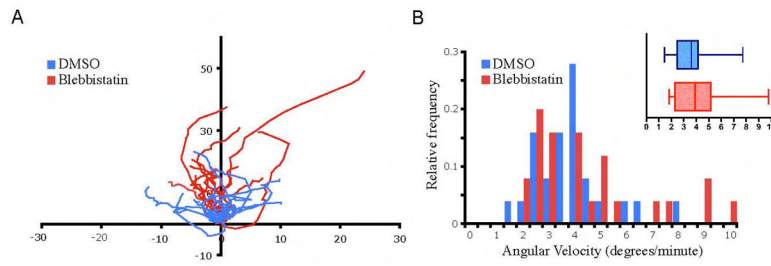 A
DMSO
Blebbistatin
50
30
10
-10
-30 -20 -10 0 10 20 30
B
DMSO
Blebbistatin
Relative frequency
0.3
0.2
0.1
0
0 1 2 3 4 5 6 7 8 9 10
Angular Velocity (degrees/minute)
0 1 2 3 4 5 6 7 8 9 1